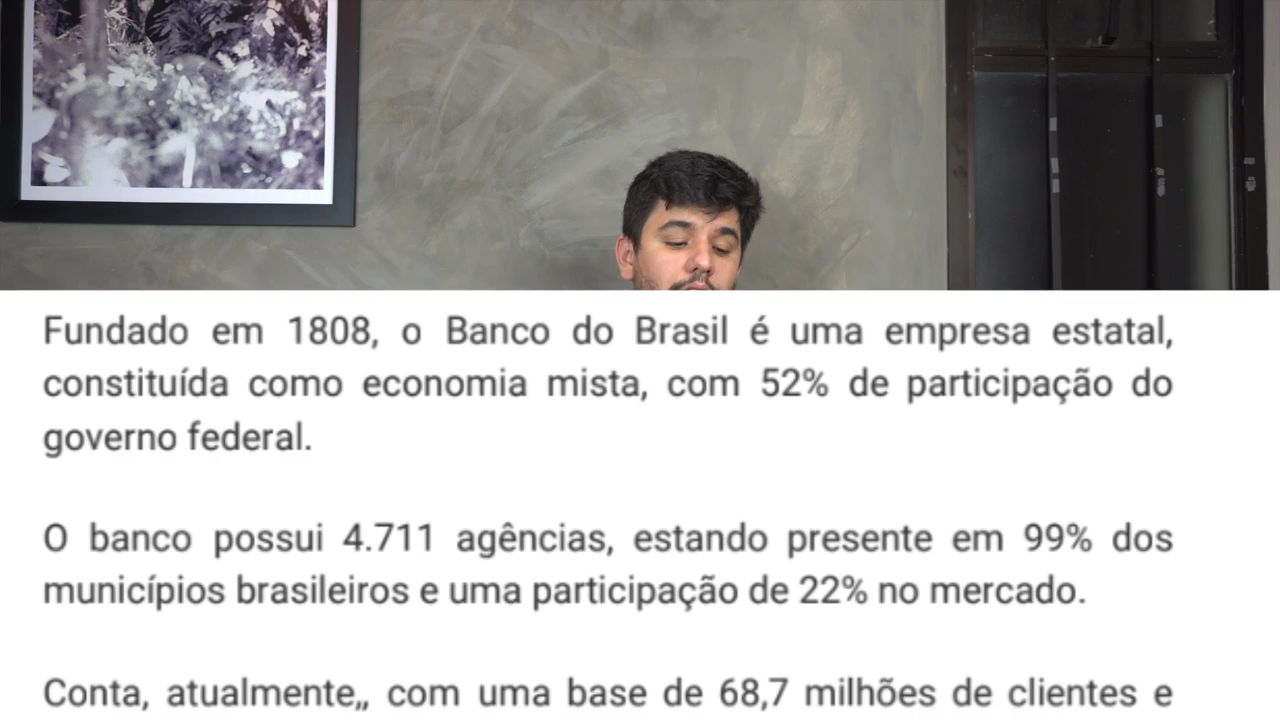 Fundado em 1808, o Banco do Brasil é uma empresa estatal,
constituída como economia mista, com 52% de participação do
governo federal.
O banco possui 4.711 agências, estando presente em 99% dos
municípios brasileiros e uma participação de 22% no mercado.
Conta, atualmente,, com uma base de 68,7 milhões de clientes e